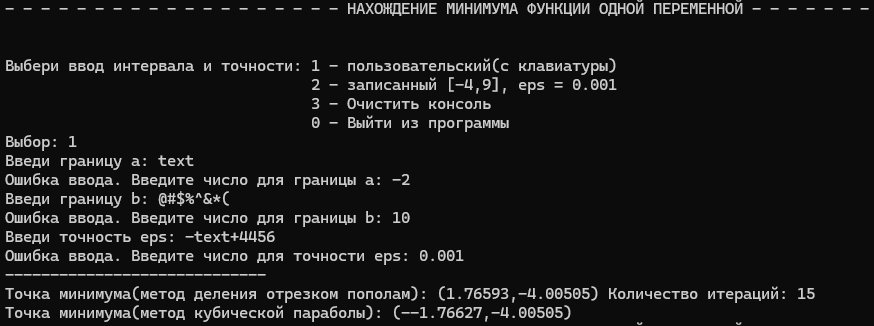 - - - - - - - - - - - - - - - - - - - НАХОЖДЕНИЕ МИНИМУМА ФУНКЦИИ ОДНОЙ ПЕРЕМЕННОЙ - - - - - - -
Выбери ввод интервала и точности: 1 - пользовательский(с клавиатуры)
2 - записанный [-4,9], eps = 0.001
3 - Очистить консоль
0 - Выйти из программы
Выбор: 1
Введи границу a: text
Ошибка ввода. Введите число для границы a: -2
Введи границу b: @#$%^&*(
Ошибка ввода. Введите число для границы b: 10
Введи точность eps: -text+4456
Ошибка ввода. Введите число для точности eps: 0.001
-----------------------------
Точка минимума(метод деления отрезком пополам): (1.76593,-4.00505) Количество итераций: 15
Точка минимума(метод кубической параболы): (--1.76627,-4.00505)